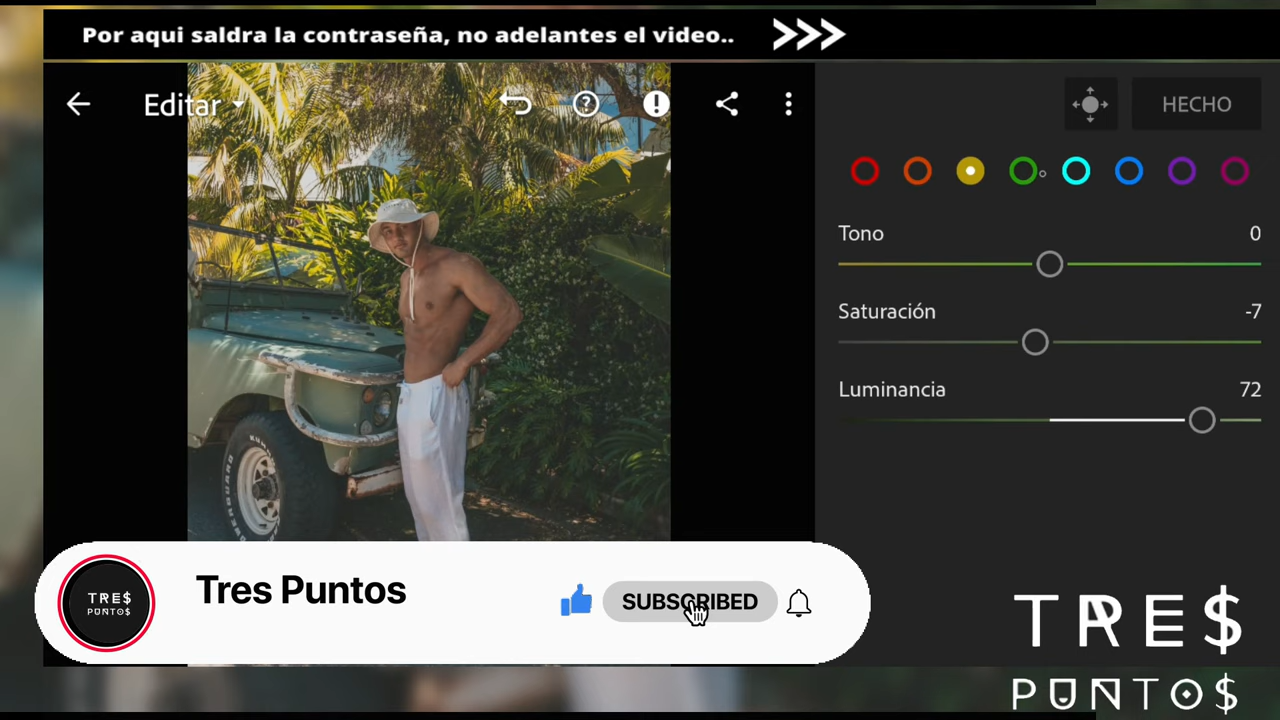 Por aqui saldra la contraseña, no adelantes el video..
Editar
HECHO
Tono 0
Saturación -7
Luminancia 72
TRE$
PUNTO$
Tres Puntos
SUBSCRIBED
TRE$
PUNTO$